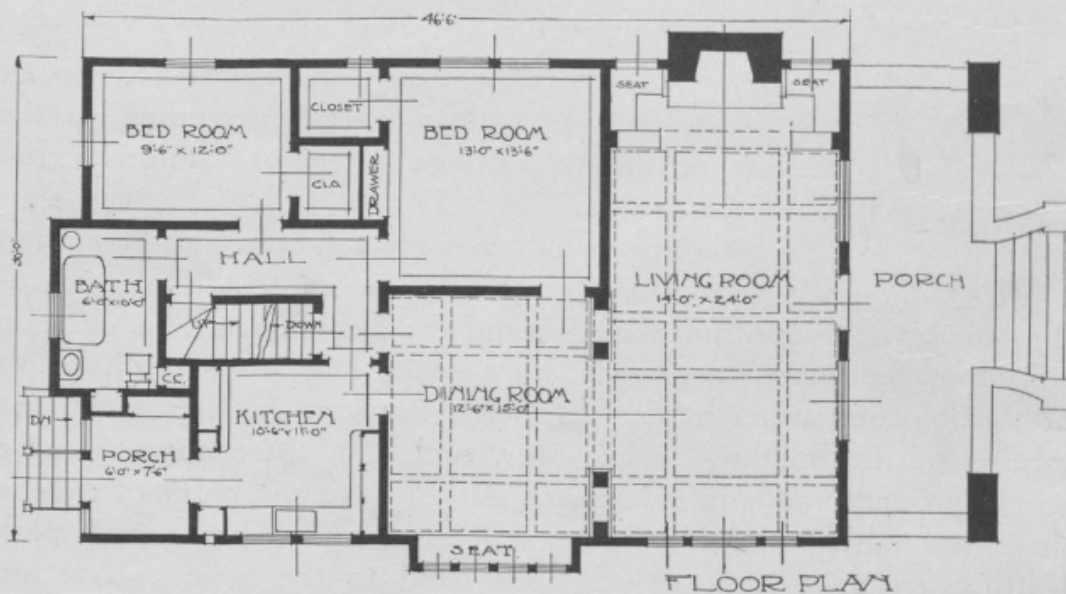 46'6"
SEAT
SEAT
CLOSET
BED ROOM
9'-6" x 12'-0"
BED ROOM
13'-0" x 13'-6"
CLO.
DRAWER
HALL
BATH
6'-0" x 10'-0"
LIVING ROOM
14'-0" x 24'-0"
PORCH
UP
DOWN
C.C.
DINING ROOM
12'-6" x 15'-0"
KITCHEN
10'-6" x 11'-0"
DN
PORCH
6'-0" x 7'-6"
SEAT
FLOOR PLAN